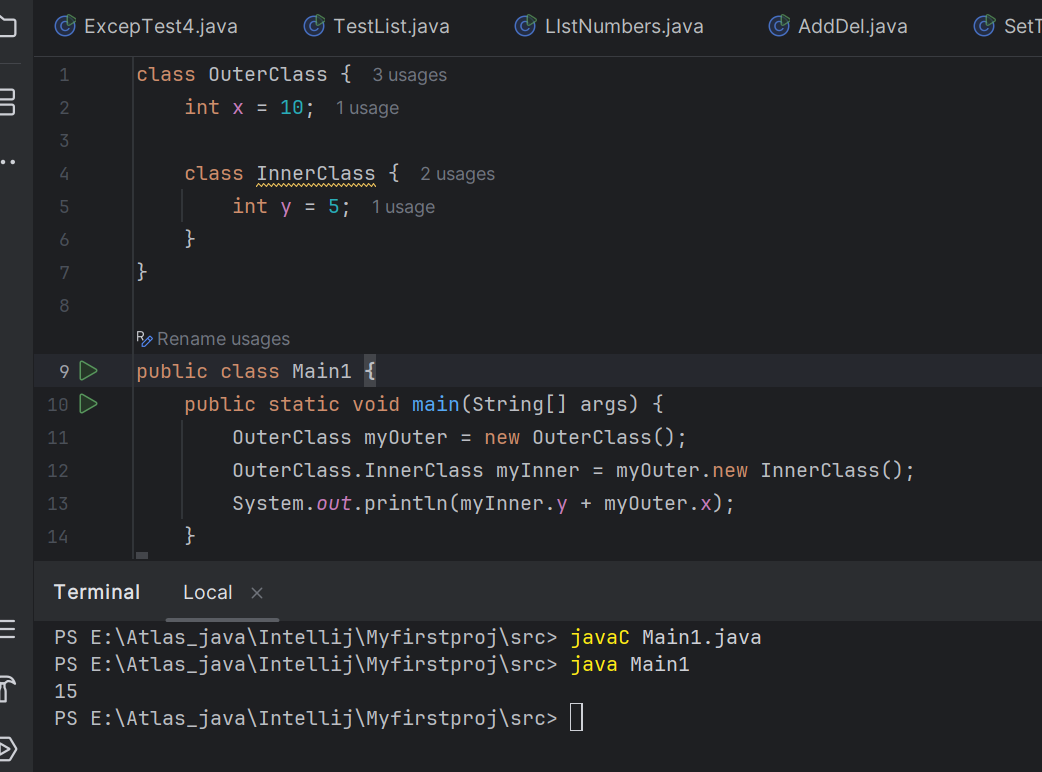 ExcepTest4.java TestList.java LIstNumbers.java AddDel.java SetT
1 class OuterClass { 3 usages
2 int x = 10; 1 usage
3
4 class InnerClass { 2 usages
5 int y = 5; 1 usage
6 }
7 }
8
Rename usages
9 public class Main1 {
10 public static void main(String[] args) {
11 OuterClass myOuter = new OuterClass();
12 OuterClass.InnerClass myInner = myOuter.new InnerClass();
13 System.out.println(myInner.y + myOuter.x);
14 }
Terminal Local ×
PS E:\Atlas_java\Intellij\Myfirstproj\src> javaC Main1.java
PS E:\Atlas_java\Intellij\Myfirstproj\src> java Main1
15
PS E:\Atlas_java\Intellij\Myfirstproj\src>